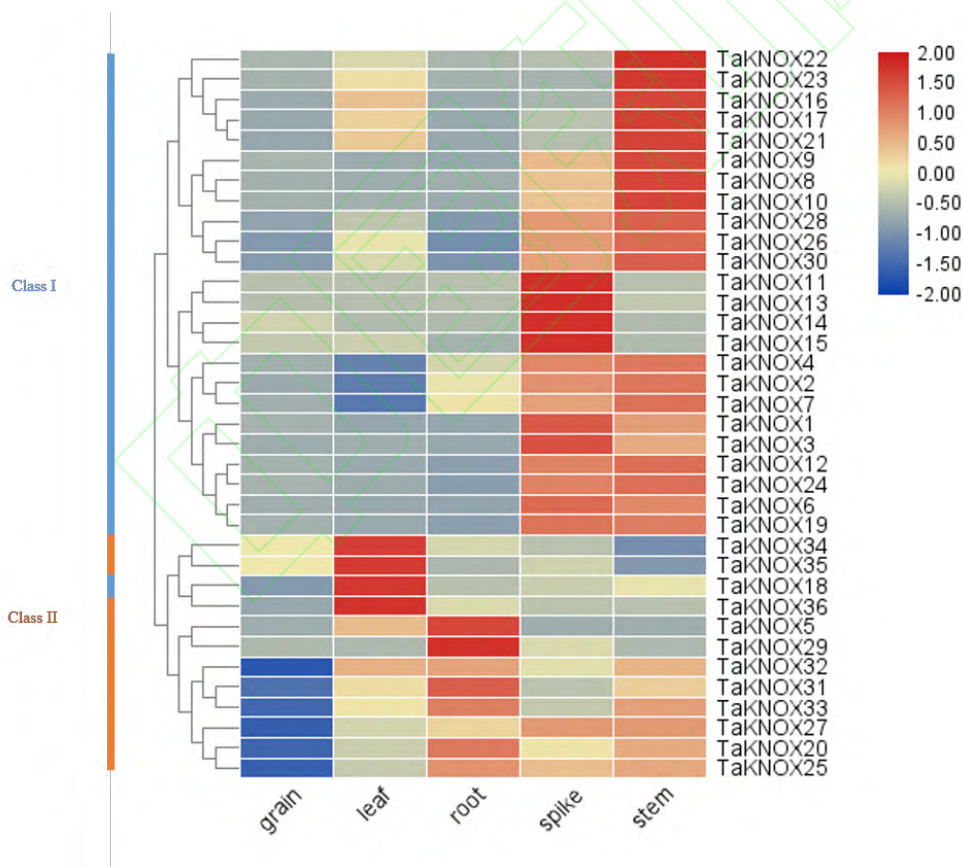 TaKNOX22
TaKNOX23
TaKNOX16
TaKNOX17
TaKNOX21
TaKNOX9
TaKNOX8
TaKNOX10
TaKNOX28
TaKNOX26
TaKNOX30
TaKNOX11
TaKNOX13
TaKNOX14
TaKNOX15
TaKNOX4
TaKNOX2
TaKNOX7
TaKNOX1
TaKNOX3
TaKNOX12
TaKNOX24
TaKNOX6
TaKNOX19
TaKNOX34
TaKNOX35
TaKNOX18
TaKNOX36
TaKNOX5
TaKNOX29
TaKNOX32
TaKNOX31
TaKNOX33
TaKNOX27
TaKNOX20
TaKNOX25
2.00
1.50
1.00
0.50
0.00
-0.50
-1.00
-1.50
-2.00
Class I
Class II
grain
leaf
root
spike
stem